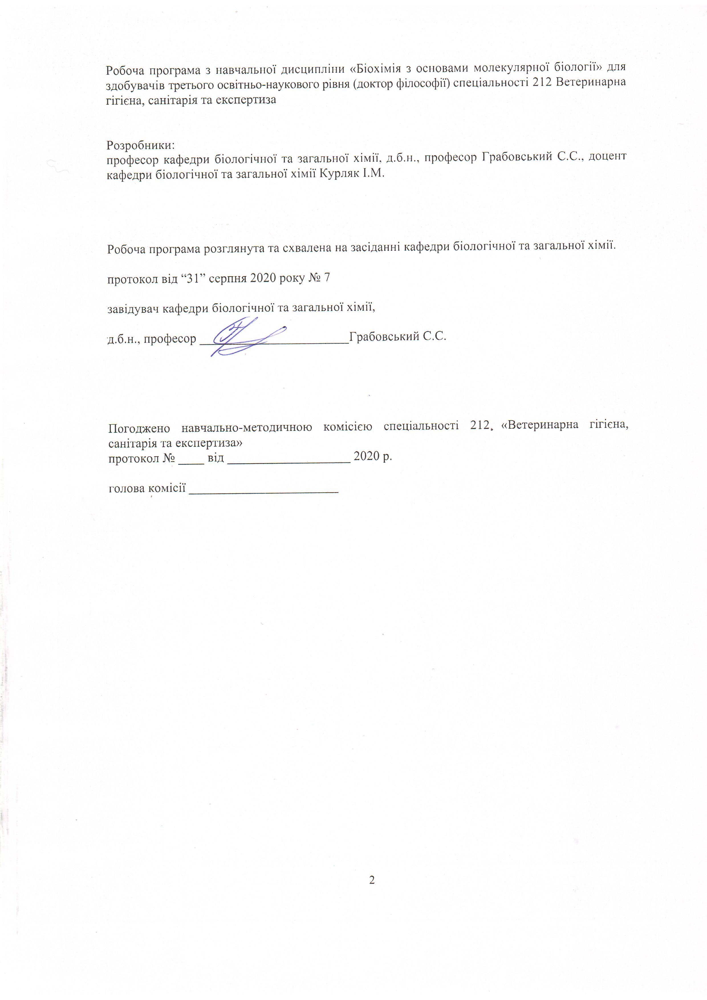 Робоча програма з навчальної дисципліни «Біохімія з основами молекулярної біології» для
здобувачів третього освітньо-наукового рівня (доктор філософії) спеціальності 212 Ветеринарна
гігієна, санітарія та експертиза
Розробники:
професор кафедри біологічної та загальної хімії, д.б.н., професор Грабовський С.С., доцент
кафедри біологічної та загальної хімії Курляк І.М.
Робоча програма розглянута та схвалена на засіданні кафедри біологічної та загальної хімії.
протокол від “31” серпня 2020 року № 7
завідувач кафедри біологічної та загальної хімії,
д.б.н., професор ________________________Грабовський С.С.
Погоджено навчально-методичною комісією спеціальності 212. «Ветеринарна гігієна,
санітарія та експертиза»
протокол № ____ від ____________________ 2020 р.
голова комісії ________________________
2